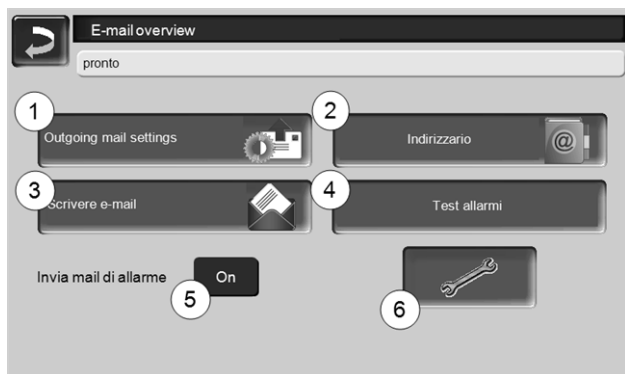 E-mail overview
pronto
1
2
Outgoing mail settings
Indirizzario
@
3
4
Scrivere e-mail
Test allarmi
Invia mail di allarme
On
5
6